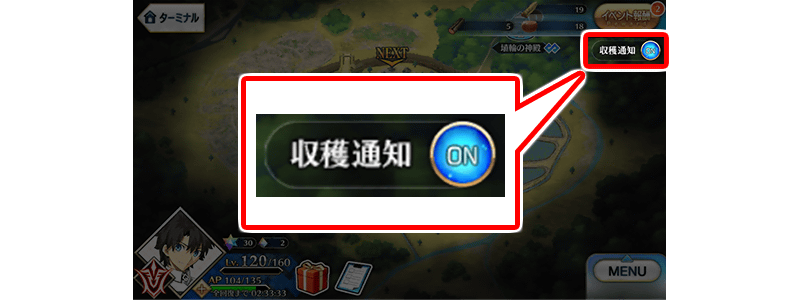 ターミナル
19
イベント報酬
2
5
18
埴輪の神殿
収穫通知 ON
NEXT
収穫通知 ON
30
2
Lv.120/160
AP 104/135
全回復まで 02:33:33
MENU